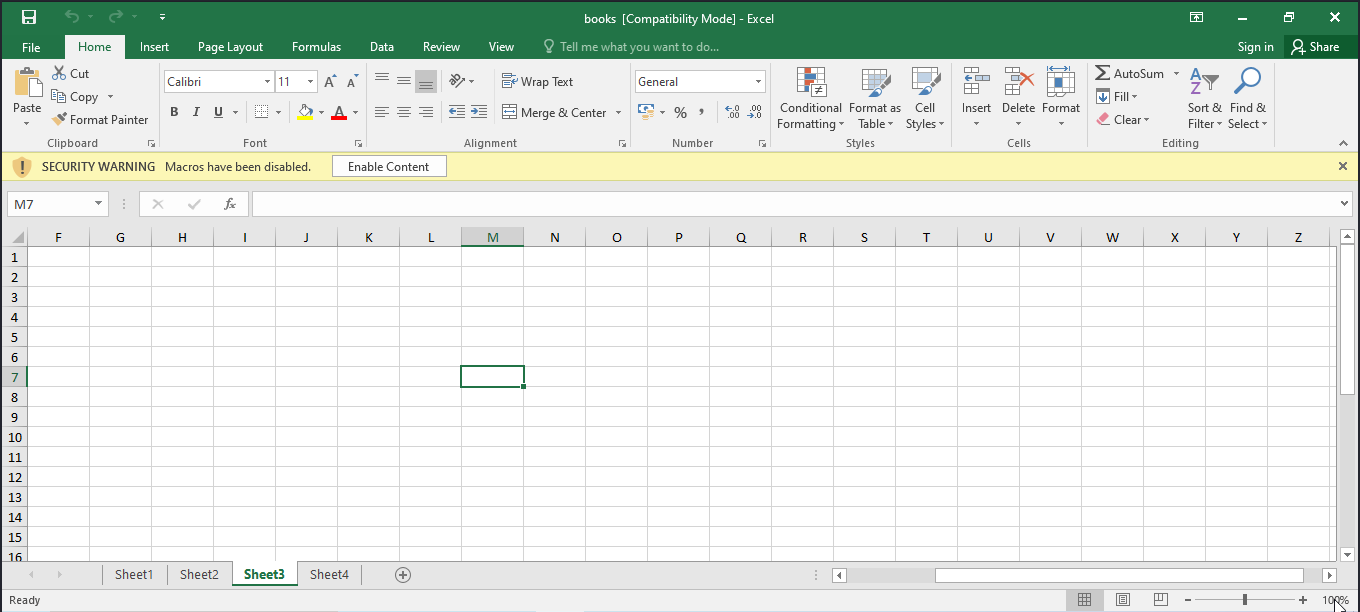 books [Compatibility Mode] - Excel
File Home Insert Page Layout Formulas Data Review View Tell me what you want to do... Sign in Share
Paste
Cut
Copy
Format Painter
Clipboard
Calibri 11
B I U
Font
Wrap Text
Merge & Center
Alignment
General
Number
Conditional Formatting
Format as Table
Cell Styles
Styles
Insert Delete Format
Cells
AutoSum
Fill
Clear
Sort & Filter
Find & Select
Editing
SECURITY WARNING Macros have been disabled. Enable Content
M7 fx
F G H I J K L M N O P Q R S T U V W X Y Z
1
2
3
4
5
6
7
8
9
10
11
12
13
14
15
16
Sheet1 Sheet2 Sheet3 Sheet4
Ready 100%